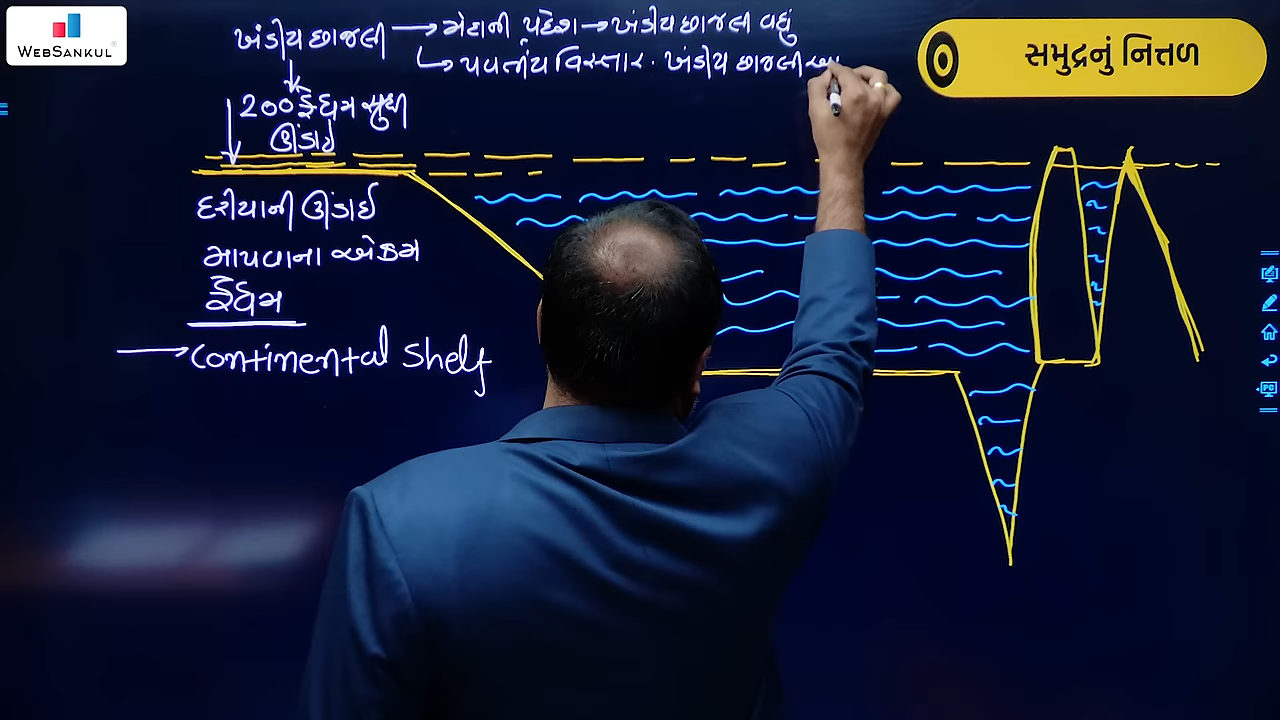 WEBSANKUL
સમુદ્રનું નિત્તળ
ખંડીય છાજલી → મેદાની પ્રદેશ → ખંડીય છાજલી વધુ
→ પર્વતીય વિસ્તાર. ખંડીય છાજલી
200 ફેધમ સુધી
ઊંડાઈ
દરીયાની ઊંડાઈ
માપવાના એકમ
ફેધમ
→ Continental Shelf